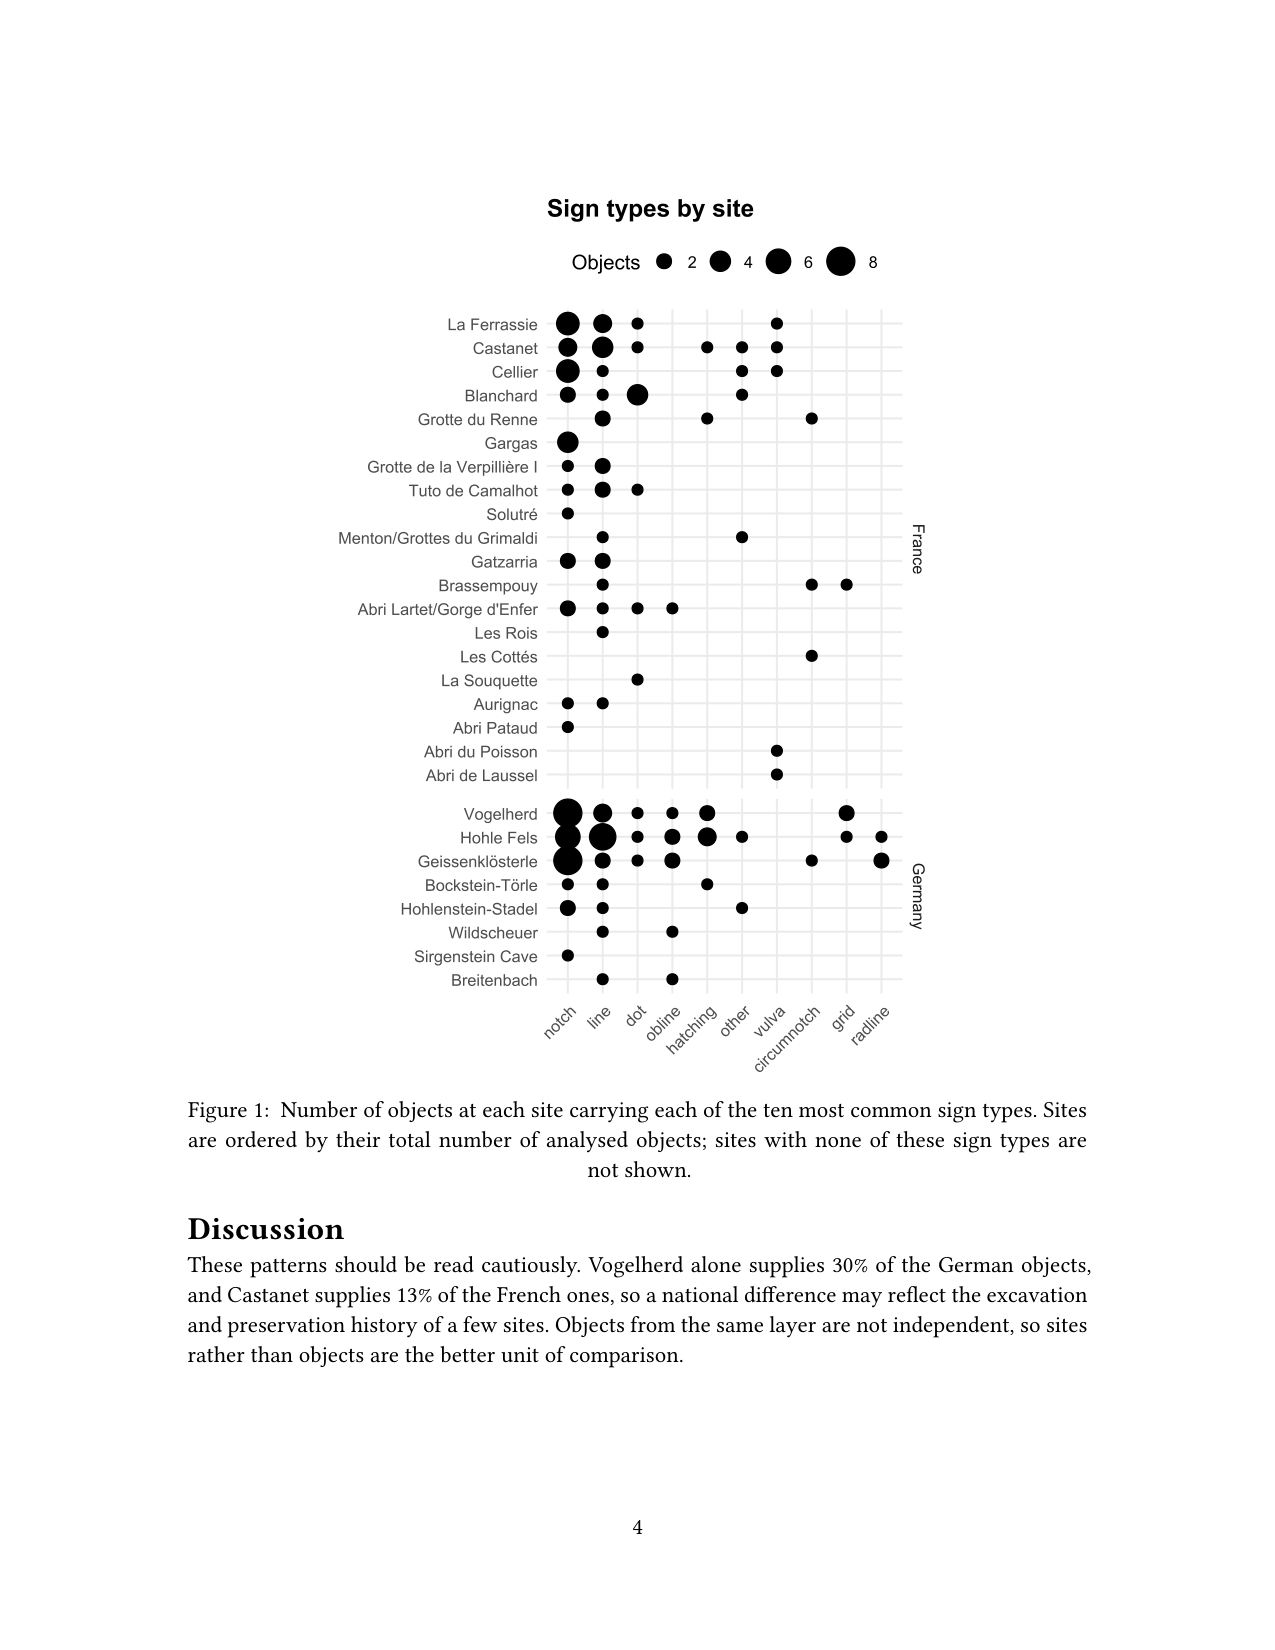 Sign types by site
Objects 2 4 6 8
La Ferrassie
Castanet
Cellier
Blanchard
Grotte du Renne
Gargas
Grotte de la Verpillière I
Tuto de Camalhot
Solutré
Menton/Grottes du Grimaldi
Gatzarria
Brassempouy
Abri Lartet/Gorge d'Enfer
Les Rois
Les Cottés
La Souquette
Aurignac
Abri Pataud
Abri du Poisson
Abri de Laussel
France
Vogelherd
Hohle Fels
Geissenklösterle
Bockstein-Törle
Hohlenstein-Stadel
Wildscheuer
Sirgenstein Cave
Breitenbach
Germany
notch line dot obline hatching other vulva circumnotch grid radline
Figure 1: Number of objects at each site carrying each of the ten most common sign types. Sites
are ordered by their total number of analysed objects; sites with none of these sign types are
not shown.
Discussion
These patterns should be read cautiously. Vogelherd alone supplies 30% of the German objects,
and Castanet supplies 13% of the French ones, so a national difference may reflect the excavation
and preservation history of a few sites. Objects from the same layer are not independent, so sites
rather than objects are the better unit of comparison.
4